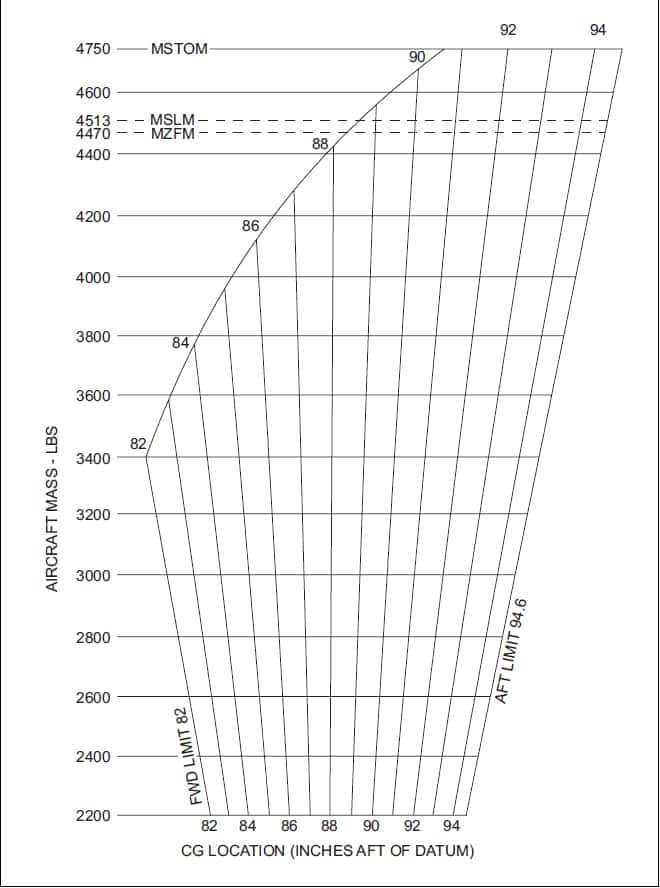 92 94
4750 MSTOM
90
4600
4513 MSLM
4470 MZFM
88
4400
4200
86
4000
3800
84
3600
82
3400
3200
3000
2800
2600
2400
2200
AIRCRAFT MASS - LBS
FWD LIMIT 82
AFT LIMIT 94.6
82 84 86 88 90 92 94
CG LOCATION (INCHES AFT OF DATUM)